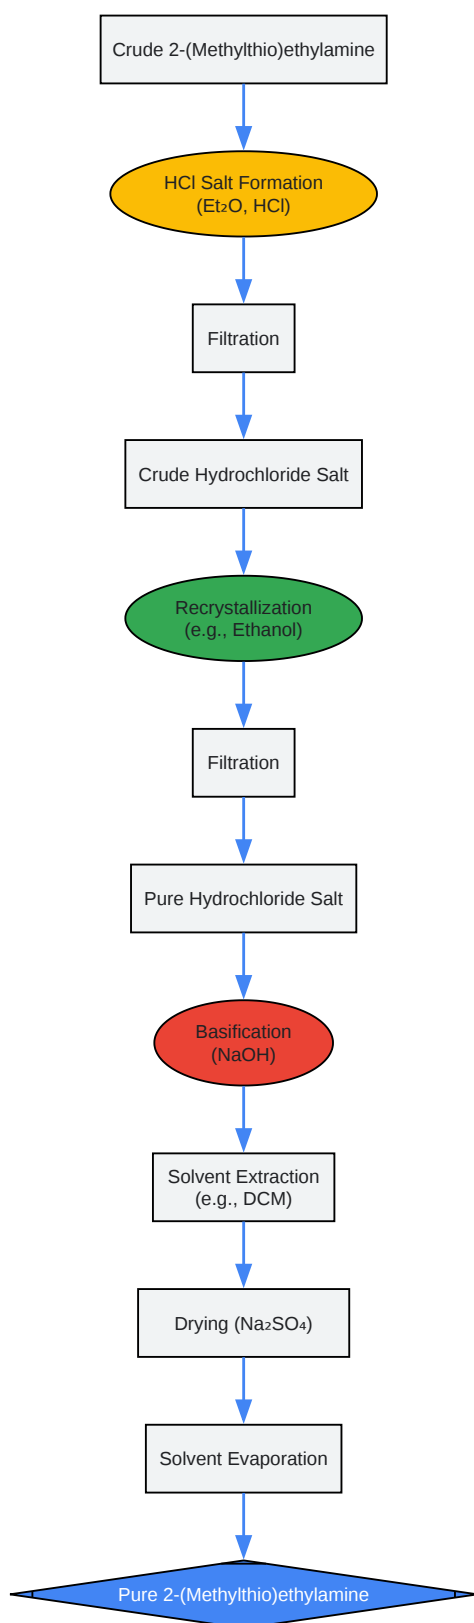 Crude 2-(Methylthio)ethylamine
HCl Salt Formation
(Et₂O, HCl)
Filtration
Crude Hydrochloride Salt
Recrystallization
(e.g., Ethanol)
Filtration
Pure Hydrochloride Salt
Basification
(NaOH)
Solvent Extraction
(e.g., DCM)
Drying (Na₂SO₄)
Solvent Evaporation
Pure 2-(Methylthio)ethylamine